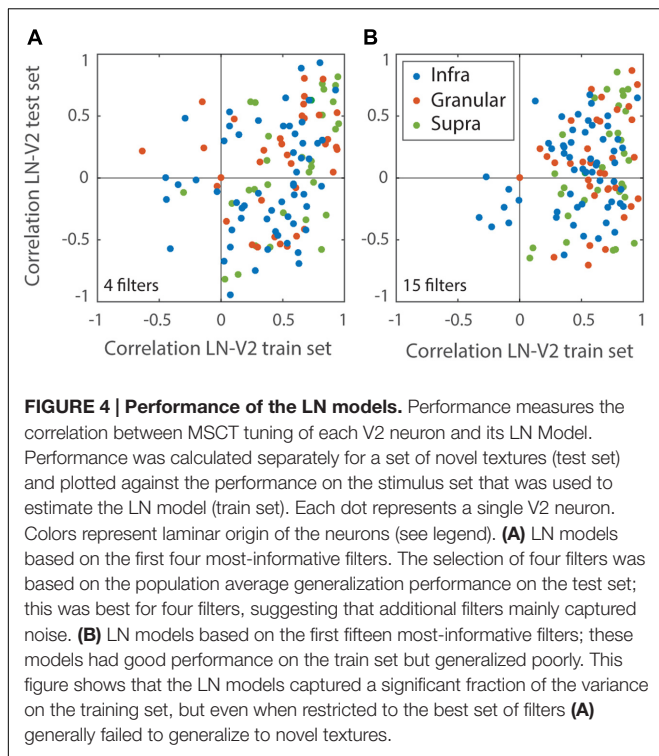 A
B
1
0.5
0
-0.5
-1
Correlation LN-V2 test set
4 filters
-1
-0.5
0
0.5
1
Correlation LN-V2 train set
1
0.5
0
-0.5
-1
Infra
Granular
Supra
15 filters
-1
-0.5
0
0.5
1
Correlation LN-V2 train set
FIGURE 4 | Performance of the LN models. Performance measures the
correlation between MSCT tuning of each V2 neuron and its LN Model.
Performance was calculated separately for a set of novel textures (test set)
and plotted against the performance on the stimulus set that was used to
estimate the LN model (train set). Each dot represents a single V2 neuron.
Colors represent laminar origin of the neurons (see legend). (A) LN models
based on the first four most-informative filters. The selection of four filters was
based on the population average generalization performance on the test set;
this was best for four filters, suggesting that additional filters mainly captured
noise. (B) LN models based on the first fifteen most-informative filters; these
models had good performance on the train set but generalized poorly. This
figure shows that the LN models captured a significant fraction of the variance
on the training set, but even when restricted to the best set of filters (A)
generally failed to generalize to novel textures.